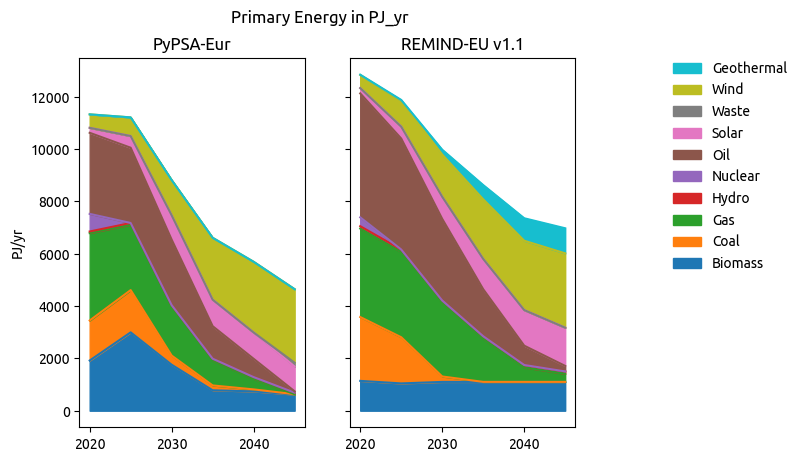 Primary Energy in PJ_yr
PyPSA-Eur
REMIND-EU v1.1
PJ/yr
12000
10000
8000
6000
4000
2000
0
2020
2030
2040
2020
2030
2040
Geothermal
Wind
Waste
Solar
Oil
Nuclear
Hydro
Gas
Coal
Biomass